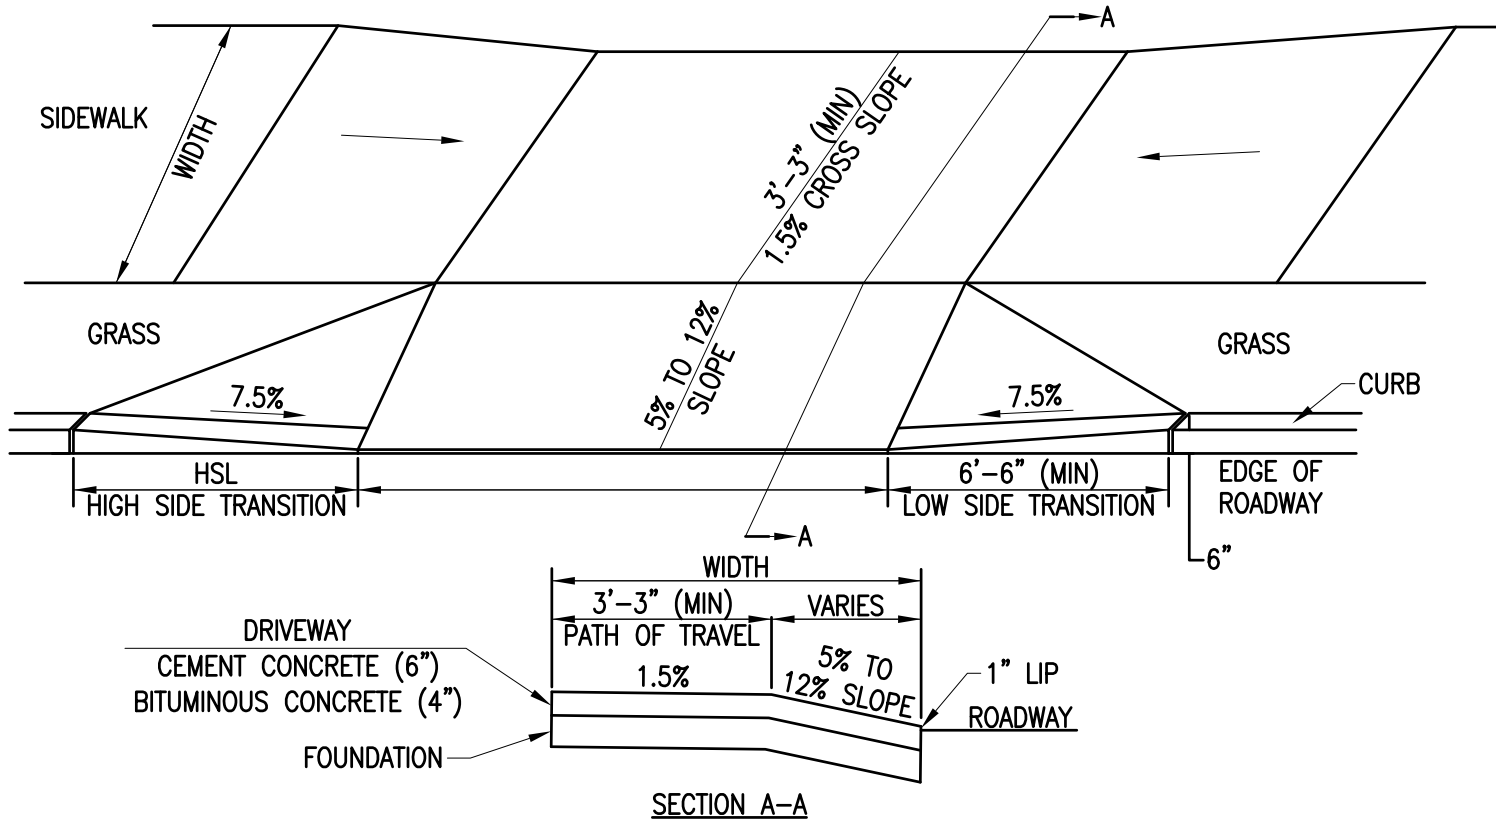 A
SIDEWALK
WIDTH
3'-3" (MIN)
1.5% CROSS SLOPE
GRASS
5% TO 12%
SLOPE
GRASS
7.5%
7.5%
CURB
HSL
HIGH SIDE TRANSITION
6'-6" (MIN)
LOW SIDE TRANSITION
EDGE OF
ROADWAY
A
6"
WIDTH
3'-3" (MIN)
PATH OF TRAVEL
VARIES
DRIVEWAY
CEMENT CONCRETE (6")
BITUMINOUS CONCRETE (4")
1.5%
5% TO
12% SLOPE
1" LIP
ROADWAY
FOUNDATION
SECTION A-A